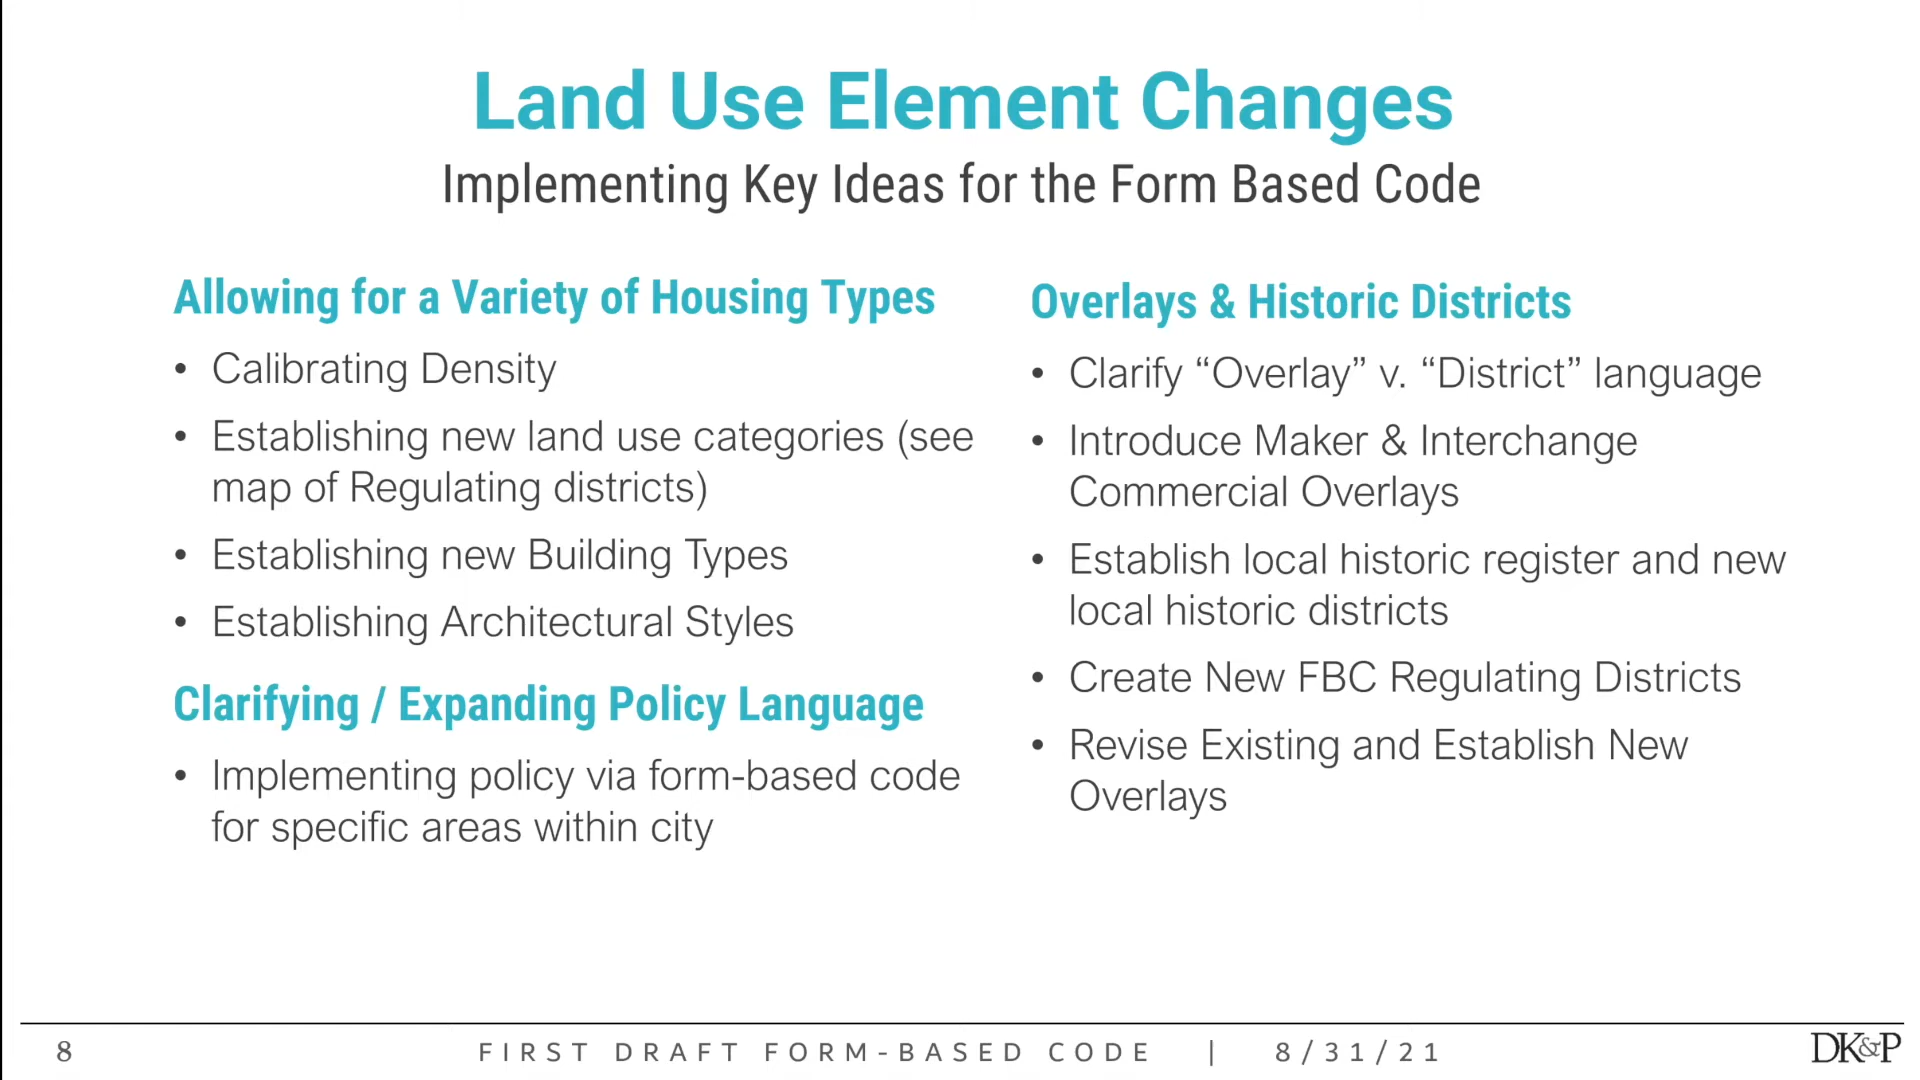 Land Use Element Changes
Implementing Key Ideas for the Form Based Code
Allowing for a Variety of Housing Types
• Calibrating Density
• Establishing new land use categories (see
map of Regulating districts)
• Establishing new Building Types
• Establishing Architectural Styles
Clarifying / Expanding Policy Language
• Implementing policy via form-based code
for specific areas within city
Overlays & Historic Districts
• Clarify “Overlay” v. “District” language
• Introduce Maker & Interchange
Commercial Overlays
• Establish local historic register and new
local historic districts
• Create New FBC Regulating Districts
• Revise Existing and Establish New
Overlays
8
FIRST DRAFT FORM-BASED CODE | 8/31/21
DK&P